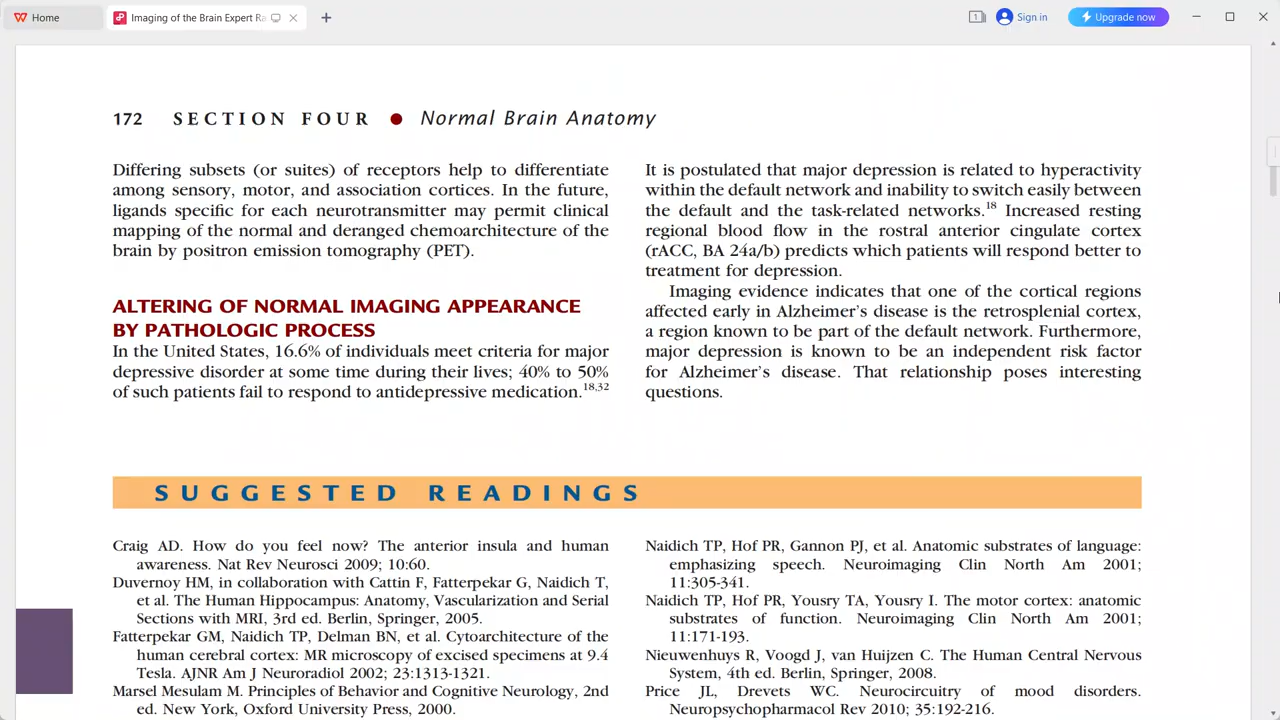 Home
Imaging of the Brain Expert Ra
1
Sign in
Upgrade now
172 SECTION FOUR ● Normal Brain Anatomy
Differing subsets (or suites) of receptors help to differentiate
among sensory, motor, and association cortices. In the future,
ligands specific for each neurotransmitter may permit clinical
mapping of the normal and deranged chemoarchitecture of the
brain by positron emission tomography (PET).
ALTERING OF NORMAL IMAGING APPEARANCE
BY PATHOLOGIC PROCESS
In the United States, 16.6% of individuals meet criteria for major
depressive disorder at some time during their lives; 40% to 50%
of such patients fail to respond to antidepressive medication.18,32
It is postulated that major depression is related to hyperactivity
within the default network and inability to switch easily between
the default and the task-related networks.18 Increased resting
regional blood flow in the rostral anterior cingulate cortex
(rACC, BA 24a/b) predicts which patients will respond better to
treatment for depression.
Imaging evidence indicates that one of the cortical regions
affected early in Alzheimer's disease is the retrosplenial cortex,
a region known to be part of the default network. Furthermore,
major depression is known to be an independent risk factor
for Alzheimer's disease. That relationship poses interesting
questions.
SUGGESTED READINGS
Craig AD. How do you feel now? The anterior insula and human
awareness. Nat Rev Neurosci 2009; 10:60.
Duvernoy HM, in collaboration with Cattin F, Fatterpekar G, Naidich T,
et al. The Human Hippocampus: Anatomy, Vascularization and Serial
Sections with MRI, 3rd ed. Berlin, Springer, 2005.
Fatterpekar GM, Naidich TP, Delman BN, et al. Cytoarchitecture of the
human cerebral cortex: MR microscopy of excised specimens at 9.4
Tesla. AJNR Am J Neuroradiol 2002; 23:1313-1321.
Marsel Mesulam M. Principles of Behavior and Cognitive Neurology, 2nd
ed. New York, Oxford University Press, 2000.
Naidich TP, Hof PR, Gannon PJ, et al. Anatomic substrates of language:
emphasizing speech. Neuroimaging Clin North Am 2001;
11:305-341.
Naidich TP, Hof PR, Yousry TA, Yousry I. The motor cortex: anatomic
substrates of function. Neuroimaging Clin North Am 2001;
11:171-193.
Nieuwenhuys R, Voogd J, van Huijzen C. The Human Central Nervous
System, 4th ed. Berlin, Springer, 2008.
Price JL, Drevets WC. Neurocircuitry of mood disorders.
Neuropsychopharmacol Rev 2010; 35:192-216.